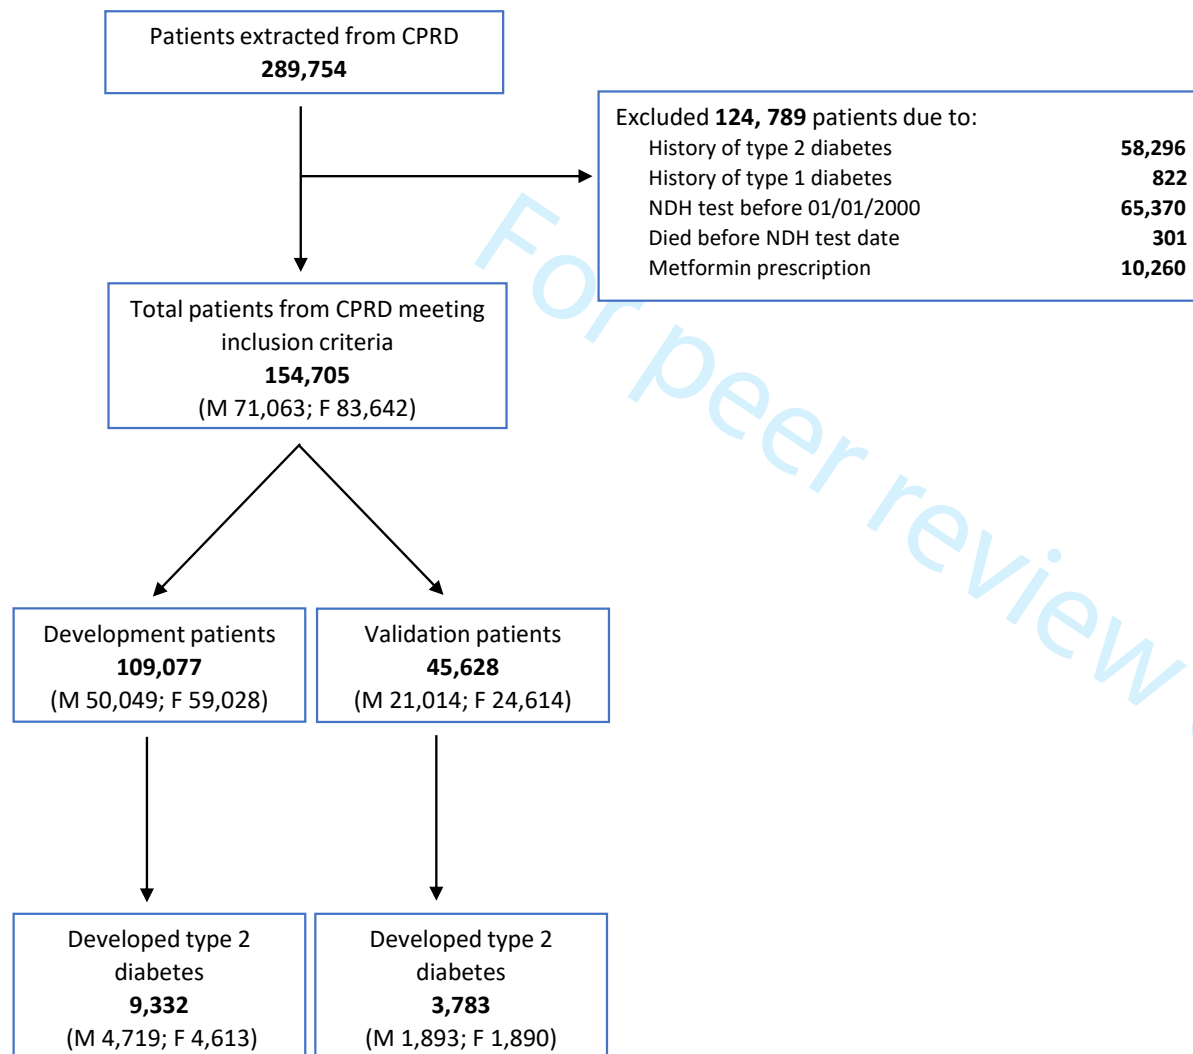 Patients extracted from CPRD
289,754
Excluded 124, 789 patients due to:
History of type 2 diabetes 58,296
History of type 1 diabetes 822
NDH test before 01/01/2000 65,370
Died before NDH test date 301
Metformin prescription 10,260
Total patients from CPRD meeting
inclusion criteria
154,705
(M 71,063; F 83,642)
Development patients
109,077
(M 50,049; F 59,028)
Validation patients
45,628
(M 21,014; F 24,614)
Developed type 2
diabetes
9,332
(M 4,719; F 4,613)
Developed type 2
diabetes
3,783
(M 1,893; F 1,890)
For peer review